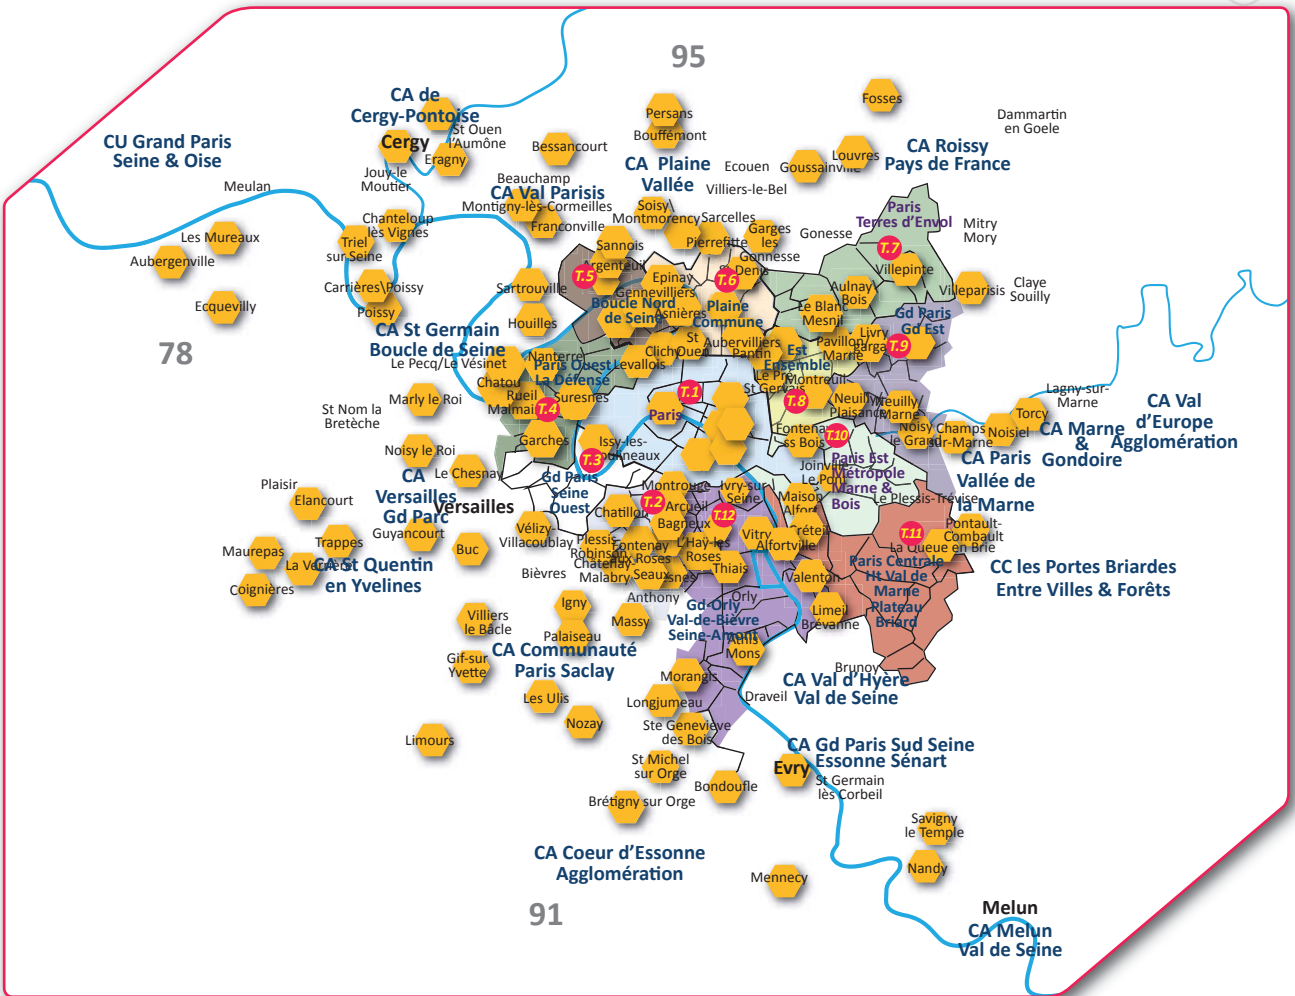 95
CA de
Cergy-Pontoise
Cergy
St Ouen
l'Aumône
Eragny
Jouy-le
Moutier
CU Grand Paris
Seine & Oise
Meulan
Les Mureaux
Aubergenville
Ecquevilly
78
Chanteloup
lès Vignes
Triel
sur Seine
Carrières\Poissy
Poissy
Persans
Bouffémont
Bessancourt
Beauchamp
CA Val Parisis
Montigny-lès-Cormeilles
Franconville
CA Plaine
Vallée
Ecouen
Villiers-le-Bel
Fosses
Louvres
Goussainville
CA Roissy
Pays de France
Dammartin
en Goele
Soisy
Montmorency
Sarcelles
Pierrefitte
Garges
les
Gonnesse
Gonesse
Sannois
Argenteuil
T.5
Sartrouville
Houilles
Epinay
Gennevilliers
Boucle Nord
de Seine
Asnières
T.6
St Denis
Plaine
Commune
Paris
Terres d'Envol
T.7
Villepinte
Mitry
Mory
Villeparisis
Claye
Souilly
Aulnay/
Bois
Le Blanc
Mesnil
Gd Paris
Gd Est
T.9
Livry
Pavillon/
Marne
CA St Germain
Boucle de Seine
Le Pecq/Le Vésinet
Chatou
Nanterre
Paris Ouest
La Défense
Rueil
Suresnes
T.4
Garches
Levallois
Clichy
St
Ouen
Aubervilliers
Pantin
Est
Ensemble
Le Pré
St Gervais
Montreuil
T.8
Neuilly
Plaisance
Neuilly/
Marne
Noisy
le Grand
Champs
sur-Marne
Noisiel
Torcy
Lagny-sur-
Marne
CA Marne
&
Gondoire
CA Val
d'Europe
Agglomération
CA Paris
Vallée de
la Marne
Marly le Roi
St Nom la
Bretèche
Noisy le Roi
CA
Versailles
Gd Parc
Le Chesnay
Versailles
T.1
Paris
Issy-les-
T.3
Gd Paris
Seine
Ouest
T.10
Paris Est
Métropole
Marne &
Bois
Joinville
Le Pont
Le Plessis-Trévise
Pontault-
Combault
La Queue en Brie
T.11
Paris Centrale
Ht Val de
Marne
Plateau
Briard
CC les Portes Briardes
Entre Villes & Forêts
Plaisir
Elancourt
Trappes
Maurepas
La Verrière
Coignières
CA St Quentin
en Yvelines
Guyancourt
Buc
Vélizy-
Villacoublay
Bièvres
Montrouge
T.2
Arcueil
Chatillon
Bagneux
Ivry-sur
Seine
T.12
Plessis
Robinson
Fontenay
aux Roses
Châtenay
Malabry
Seaux
L'Haÿ-les
Roses
Thiais
Anthony
Orly
Vitry
Alfortville
Maison
Alfort
Créteil
Valenton
Limeil
Brévanne
Gd-Orly
Val-de-Bièvre
Seine-Amont
Athis
Mons
Villiers
le Bâcle
Igny
Palaiseau
Massy
CA Communauté
Paris Saclay
Gif-sur
Yvette
Les Ulis
Nozay
Limours
Morangis
Longjumeau
Ste Geneviève
des Bois
St Michel
sur Orge
Bondoufle
Brétigny sur Orge
Brunoy
CA Val d'Hyère
Val de Seine
Draveil
CA Gd Paris Sud Seine
Essonne Sénart
Evry
St Germain
lès Corbeil
CA Coeur d'Essonne
Agglomération
Mennecy
91
Savigny
le Temple
Nandy
Melun
CA Melun
Val de Seine